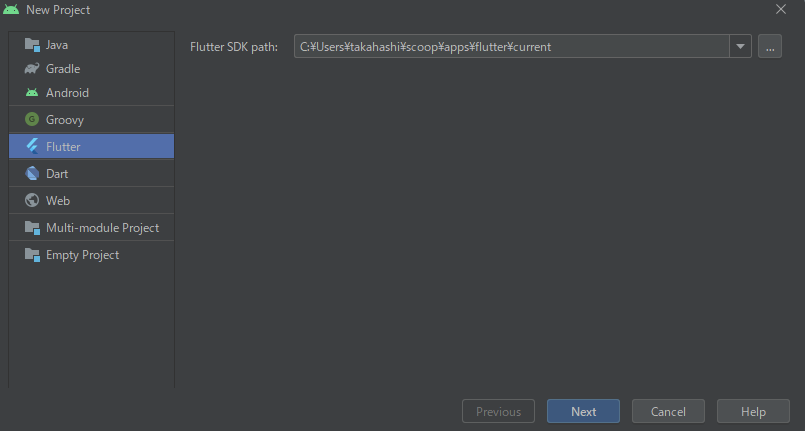 New Project
Java
Gradle
Android
G Groovy
Flutter
Dart
Web
Multi-module Project
Empty Project
Flutter SDK path: C:¥Users¥takahashi¥scoop¥apps¥flutter¥current ...
Previous Next Cancel Help